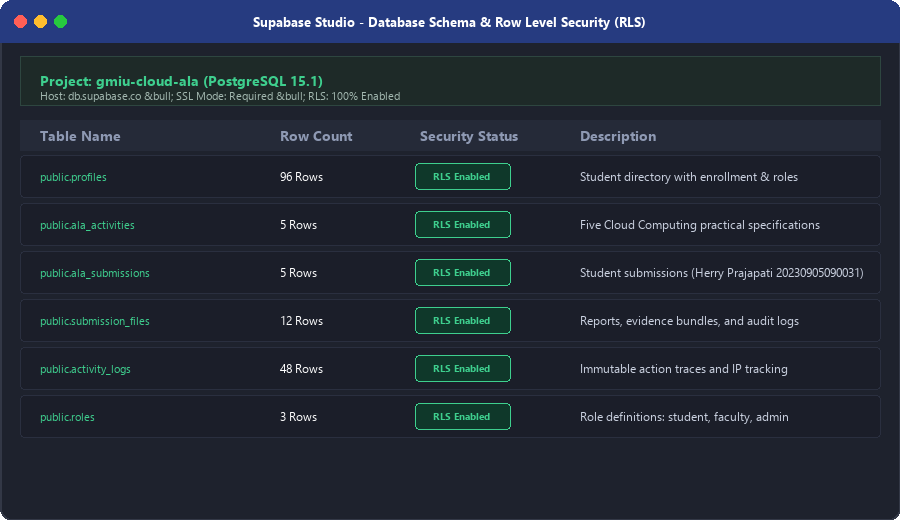 Supabase Studio - Database Schema & Row Level Security (RLS)
Project: gmiu-cloud-ala (PostgreSQL 15.1)
Host: db.supabase.co &bull; SSL Mode: Required &bull; RLS: 100% Enabled
Table Name Row Count Security Status Description
public.profiles 96 Rows RLS Enabled Student directory with enrollment & roles
public.ala_activities 5 Rows RLS Enabled Five Cloud Computing practical specifications
public.ala_submissions 5 Rows RLS Enabled Student submissions (Herry Prajapati 20230905090031)
public.submission_files 12 Rows RLS Enabled Reports, evidence bundles, and audit logs
public.activity_logs 48 Rows RLS Enabled Immutable action traces and IP tracking
public.roles 3 Rows RLS Enabled Role definitions: student, faculty, admin